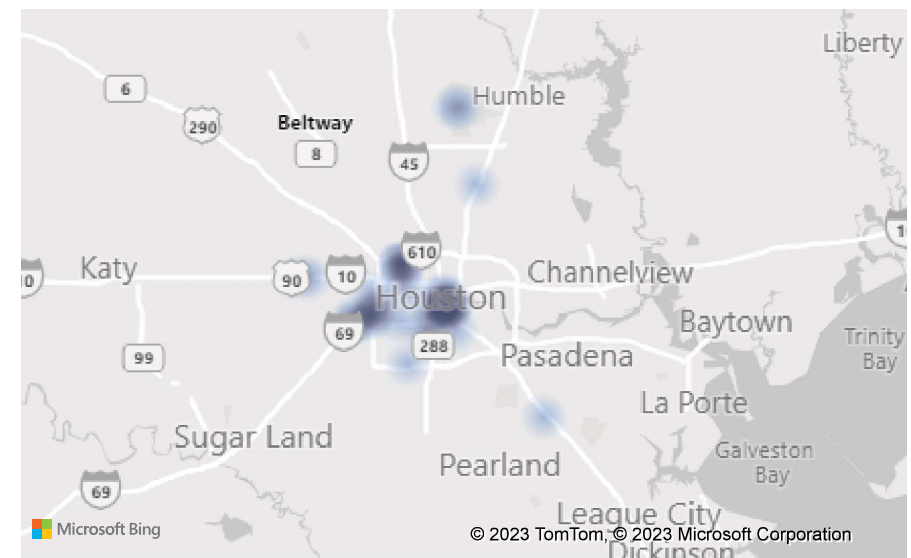 Liberty
6
Humble
290
Beltway
8
45
610
Katy
90
10
Channelview
Houston
69
Baytown
288
99
Pasadena
Trinity
Bay
La Porte
Sugar Land
Pearland
Galveston
Bay
69
League City
Microsoft Bing
© 2023 TomTom, © 2023 Microsoft Corporation
Dickinson